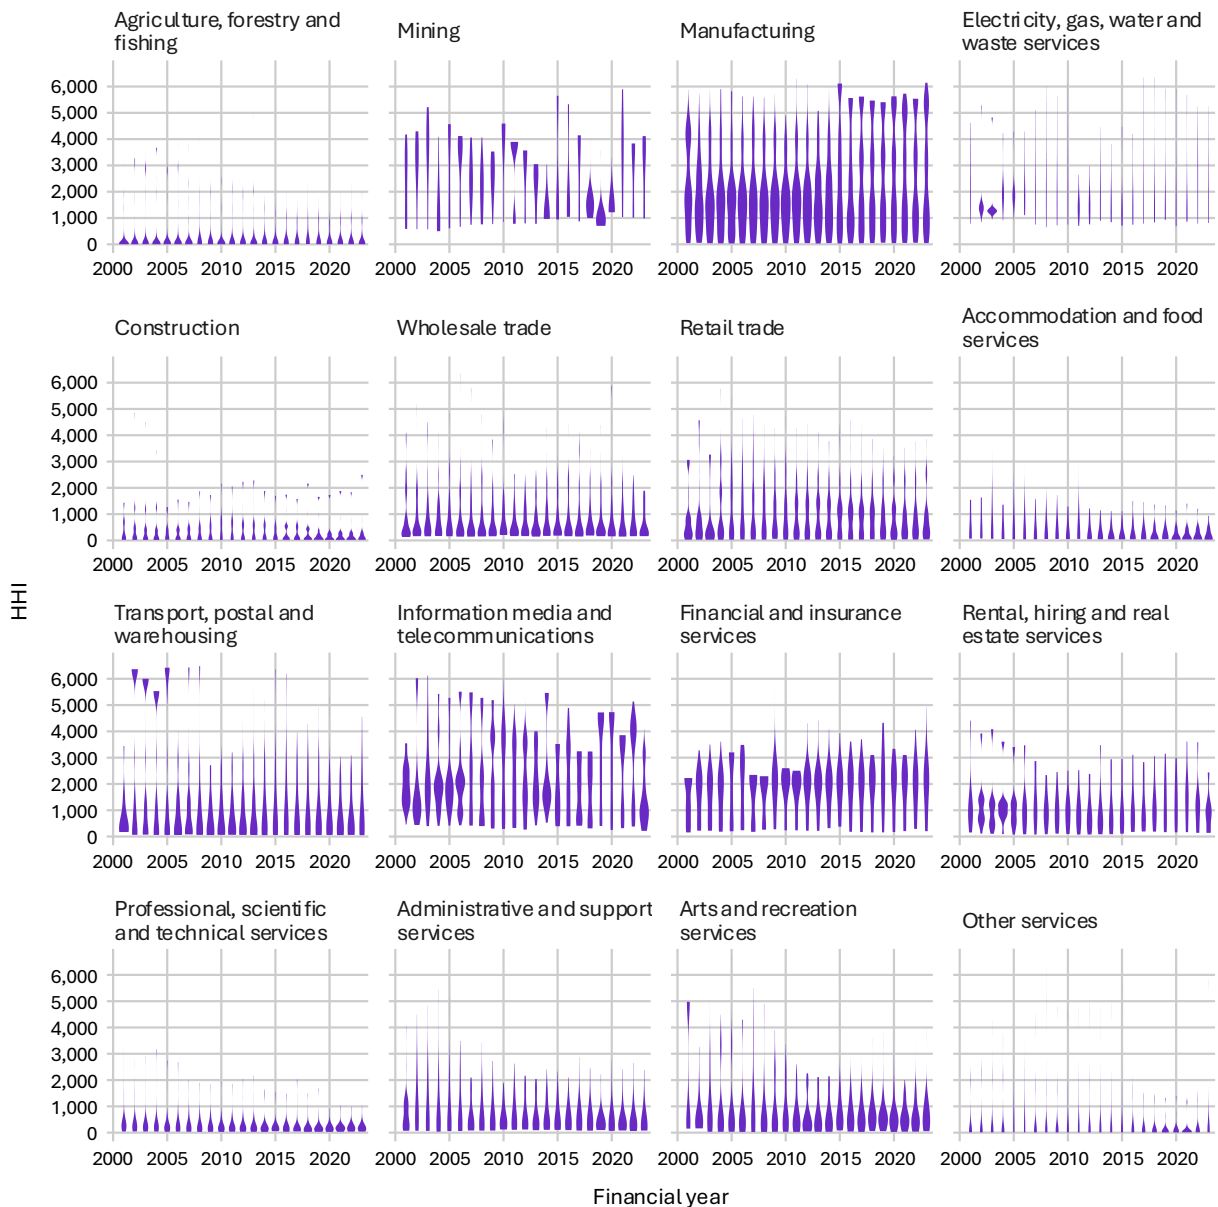 Agriculture, forestry and
fishing
Mining
Manufacturing
Electricity, gas, water and
waste services
6,000
5,000
4,000
3,000
2,000
1,000
0
2000 2005 2010 2015 2020
2000 2005 2010 2015 2020
2000 2005 2010 2015 2020
2000 2005 2010 2015 2020
Construction
Wholesale trade
Retail trade
Accommodation and food
services
6,000
5,000
4,000
3,000
2,000
1,000
0
2000 2005 2010 2015 2020
2000 2005 2010 2015 2020
2000 2005 2010 2015 2020
2000 2005 2010 2015 2020
HHI
Transport, postal and
warehousing
Information media and
telecommunications
Financial and insurance
services
Rental, hiring and real
estate services
6,000
5,000
4,000
3,000
2,000
1,000
0
2000 2005 2010 2015 2020
2000 2005 2010 2015 2020
2000 2005 2010 2015 2020
2000 2005 2010 2015 2020
Professional, scientific
and technical services
Administrative and support
services
Arts and recreation
services
Other services
6,000
5,000
4,000
3,000
2,000
1,000
0
2000 2005 2010 2015 2020
2000 2005 2010 2015 2020
2000 2005 2010 2015 2020
2000 2005 2010 2015 2020
Financial year